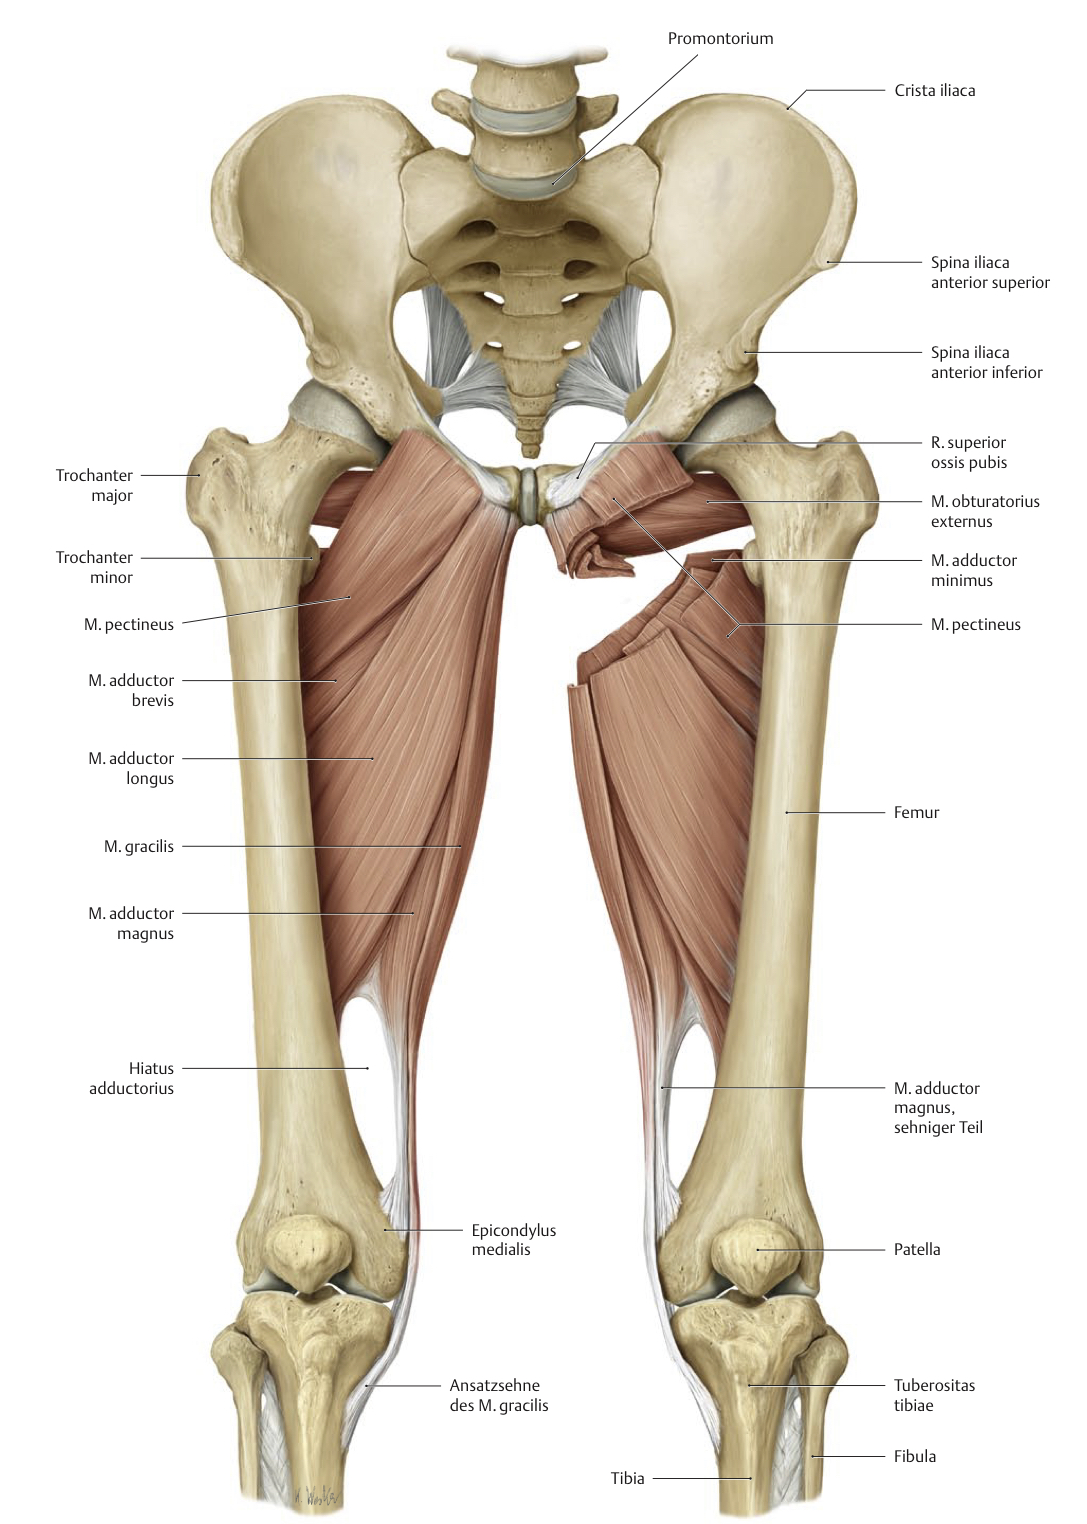 Promontorium
Crista iliaca
Spina iliaca
anterior superior
Spina iliaca
anterior inferior
R. superior
ossis pubis
Trochanter
major
M. obturatorius
externus
Trochanter
minor
M. adductor
minimus
M. pectineus
M. pectineus
M. adductor
brevis
M. adductor
longus
Femur
M. gracilis
M. adductor
magnus
Hiatus
adductorius
M. adductor
magnus,
sehniger Teil
Epicondylus
medialis
Patella
Ansatzsehne
des M. gracilis
Tuberositas
tibiae
Fibula
Tibia